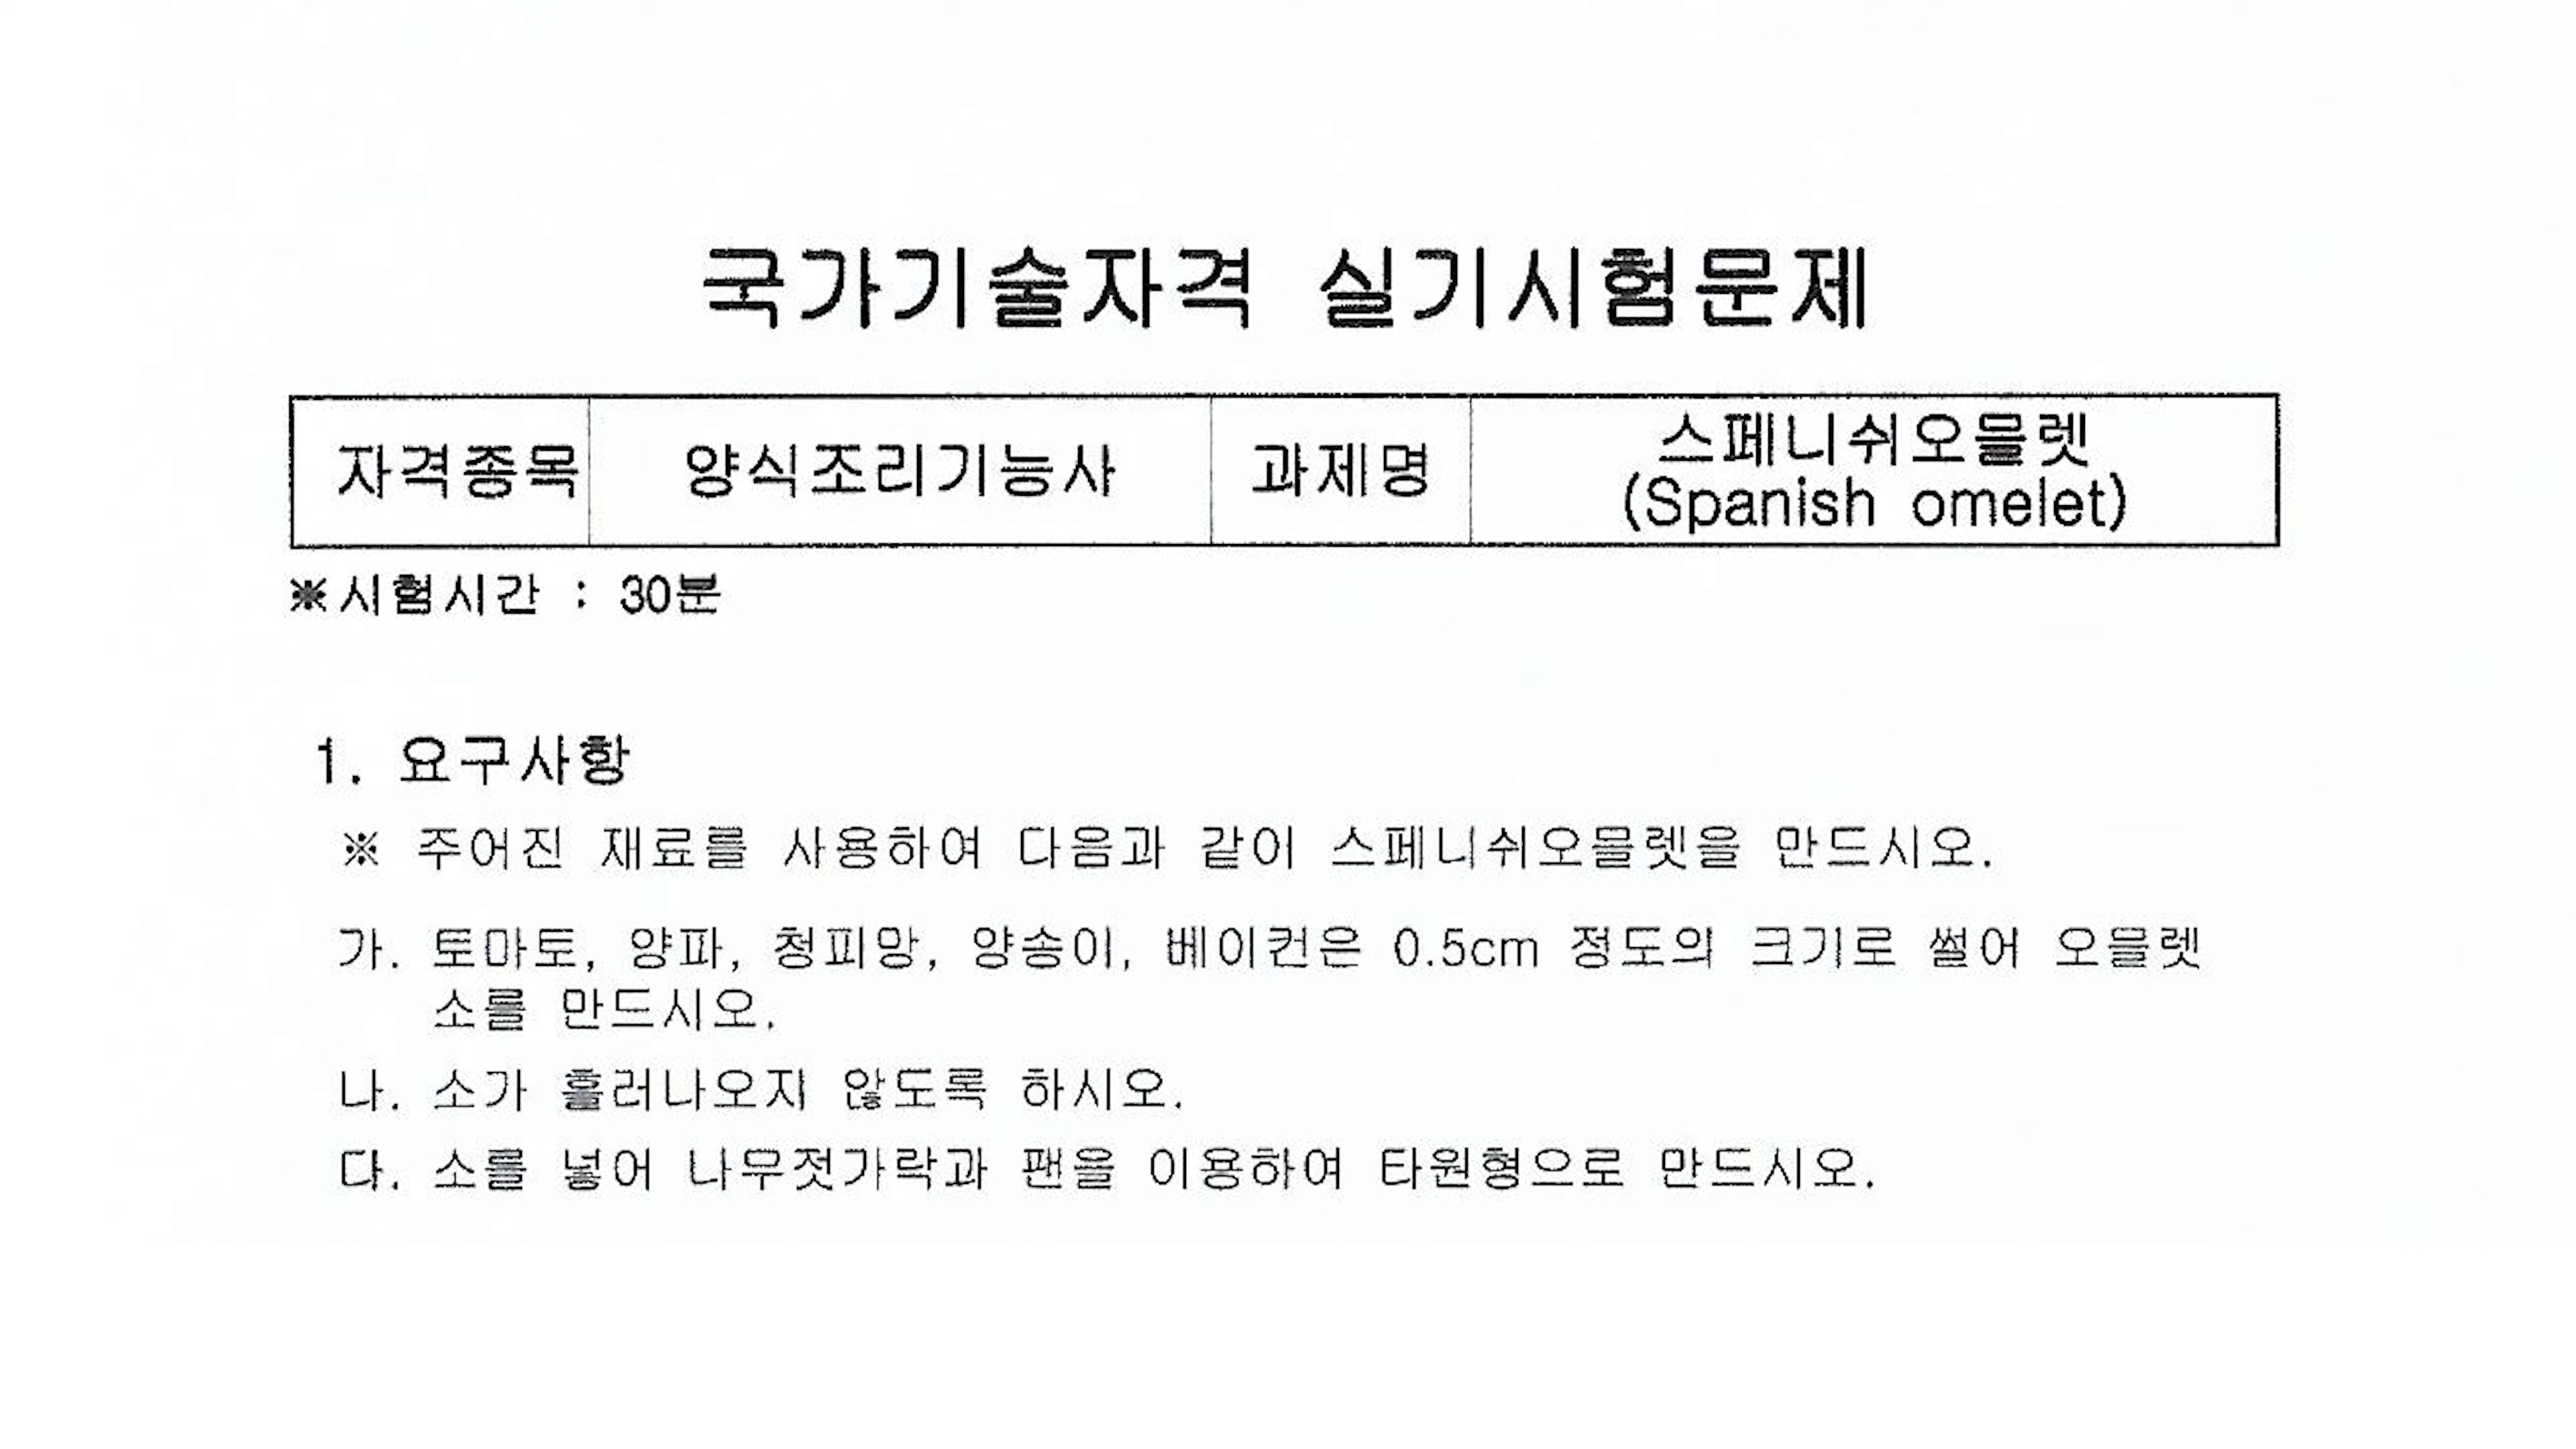 국가기술자격 실기시험문제
자격종목 양식조리기능사 과제명 스페니쉬오믈렛
(Spanish omelet)
※시험시간 : 30분
1. 요구사항
※ 주어진 재료를 사용하여 다음과 같이 스페니쉬오믈렛을 만드시오.
가. 토마토, 양파, 청피망, 양송이, 베이컨은 0.5cm 정도의 크기로 썰어 오믈렛
소를 만드시오.
나. 소가 흘러나오지 않도록 하시오.
다. 소를 넣어 나무젓가락과 팬을 이용하여 타원형으로 만드시오.